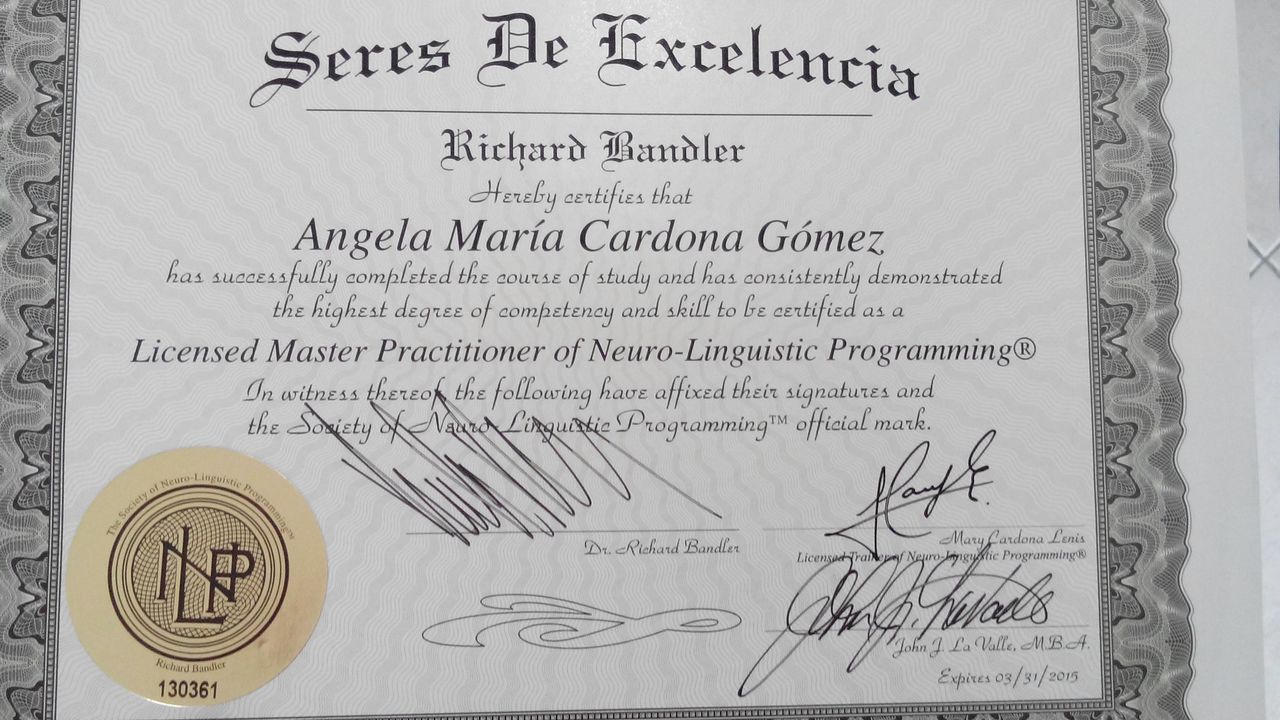 Seres De Excelencia
Richard Bandler
Hereby certifies that
Angela María Cardona Gómez
has successfully completed the course of study and has consistently demonstrated
the highest degree of competency and skill to be certified as a
Licensed Master Practitioner of Neuro-Linguistic Programming®
In witness thereof, the following have affixed their signatures and
the Society of Neuro-Linguistic Programming™ official mark.
Dr. Richard Bandler
Mary Cardona Lenis
Licensed Trainer of Neuro-Linguistic Programming®
John J. La Valle, M.B.A.
Expires 03/31/2015
The Society of Neuro-Linguistic Programming™
NLP
Richard Bandler
130361